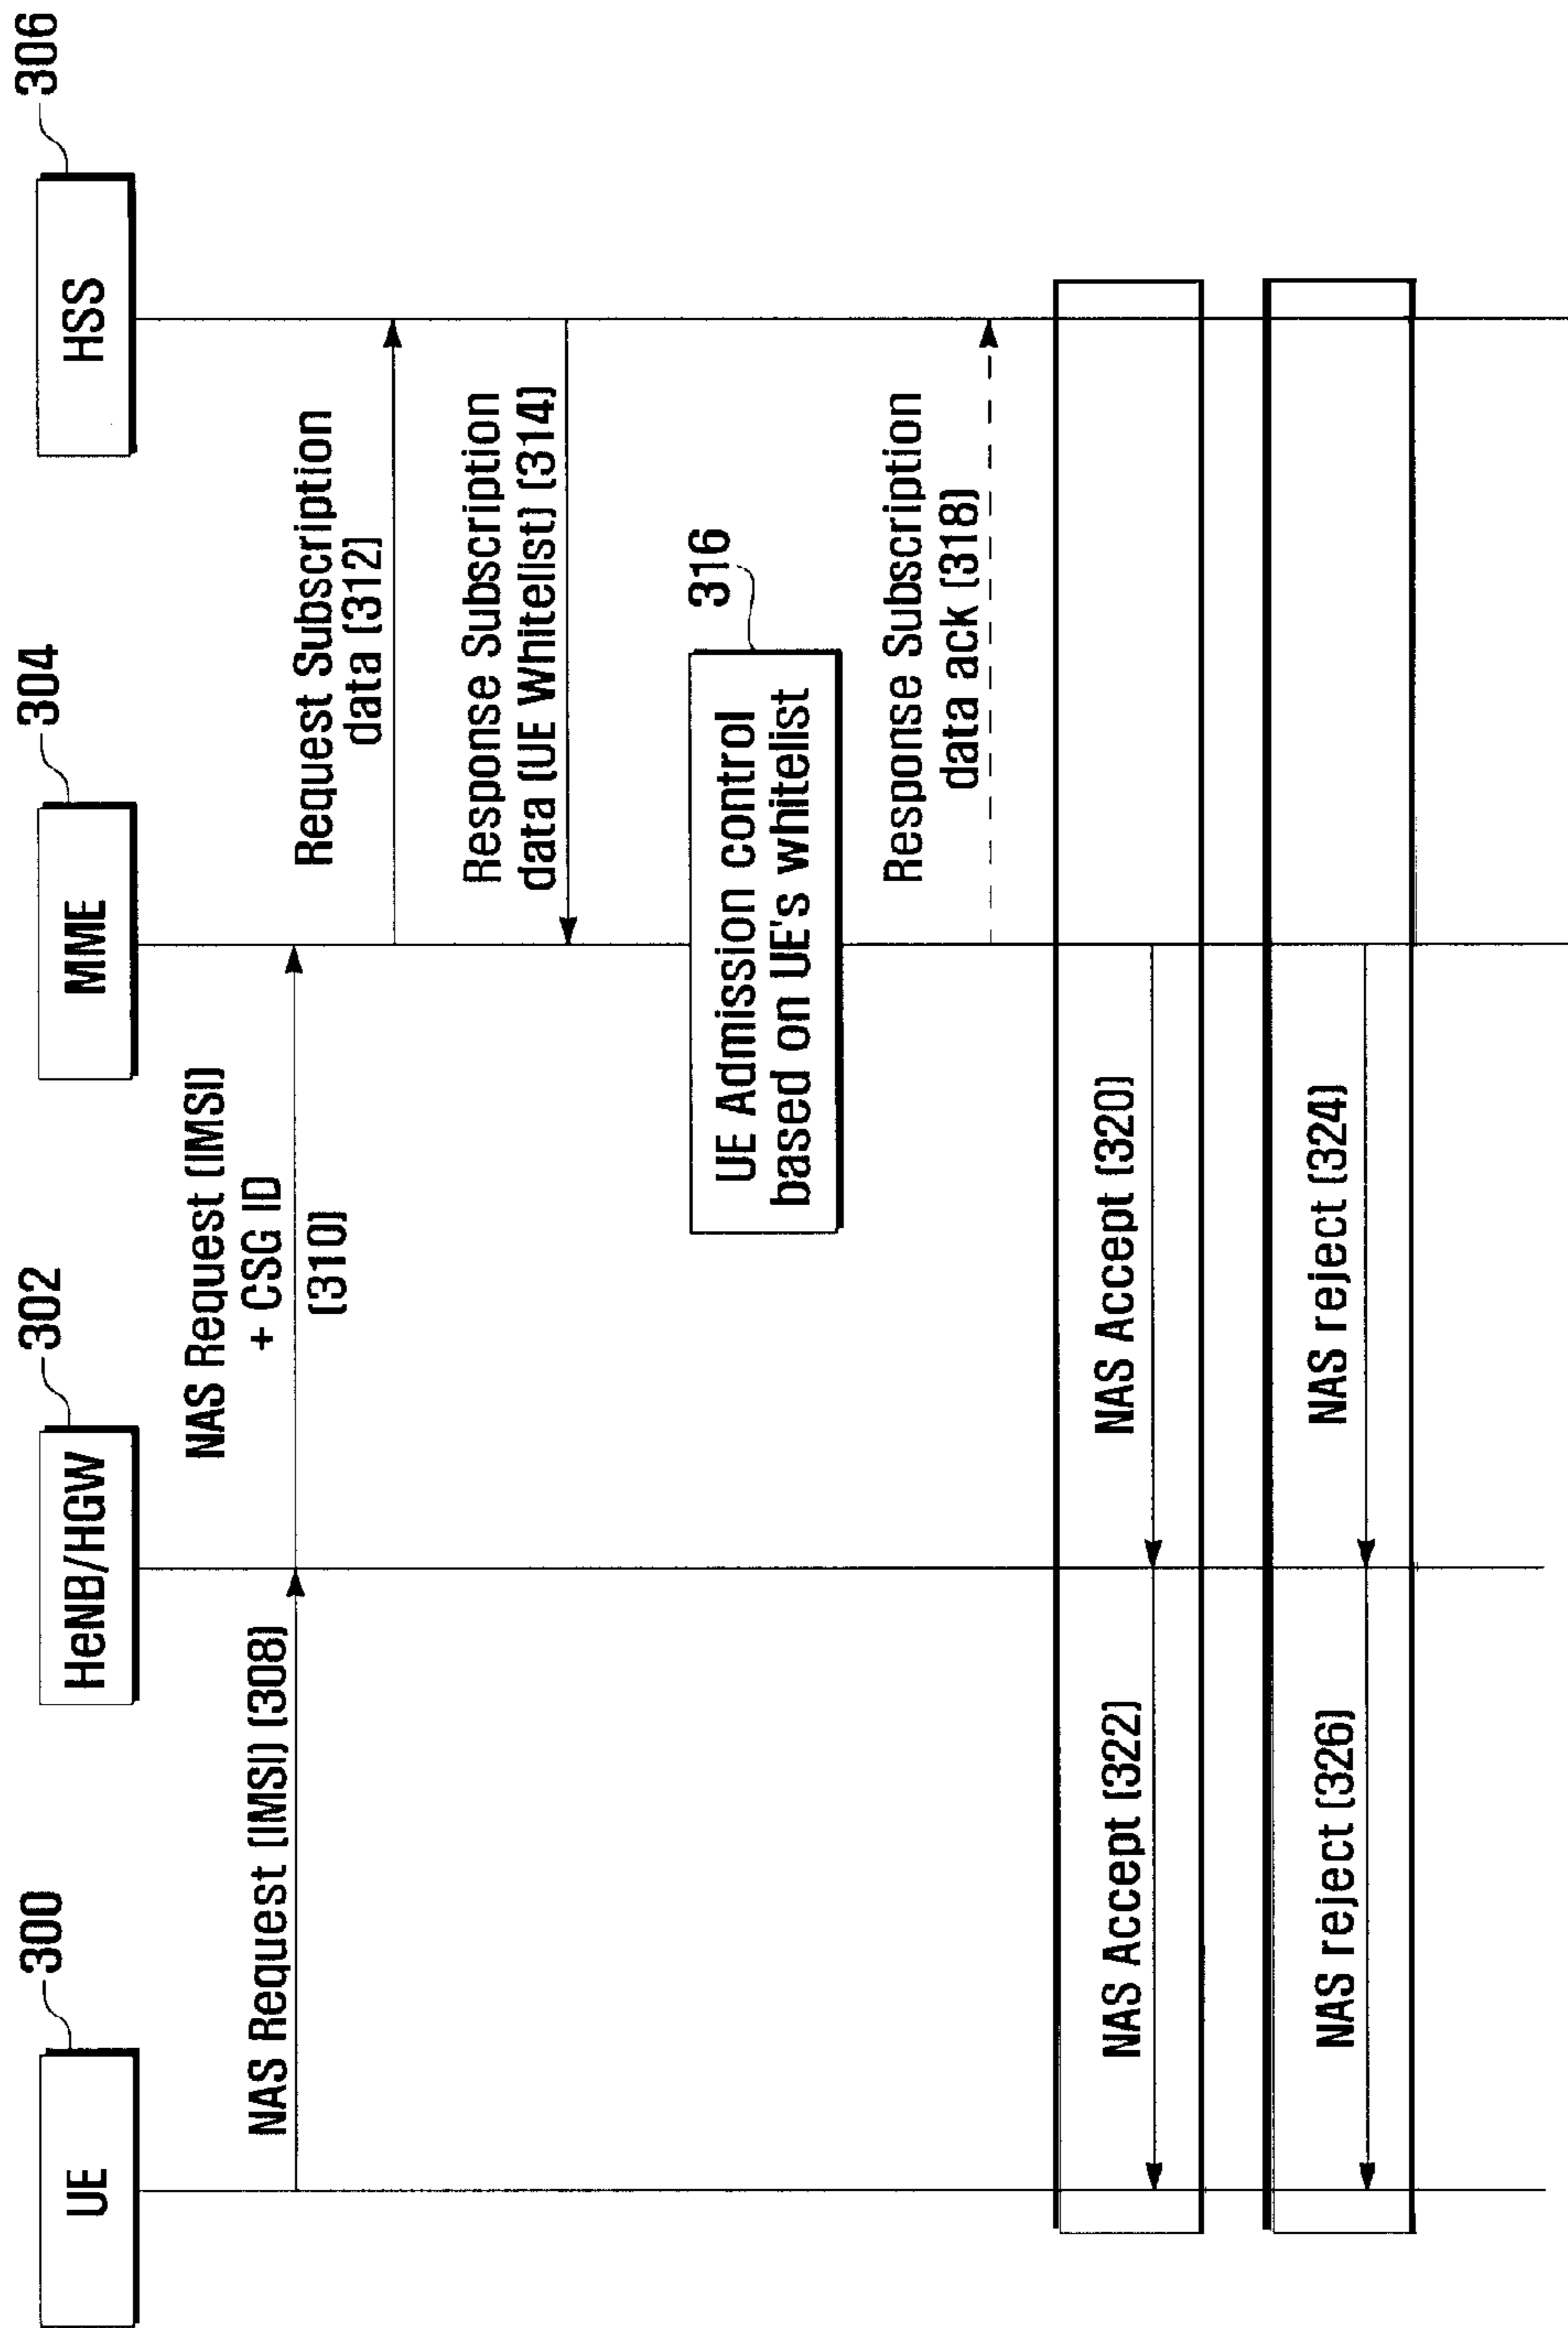 300
302
304
306
UE
HeNB/HGW
MME
HSS
NAS Request (IMSI) (308)
NAS Request (IMSI)
+ CSG ID
(310)
Request Subscription
data (312)
Response Subscription
data (UE Whitelist) (314)
316
UE Admission control
based on UE's whitelist
Response Subscription
data ack (318)
NAS Accept (322)
NAS Accept (320)
NAS reject (326)
NAS reject (324)